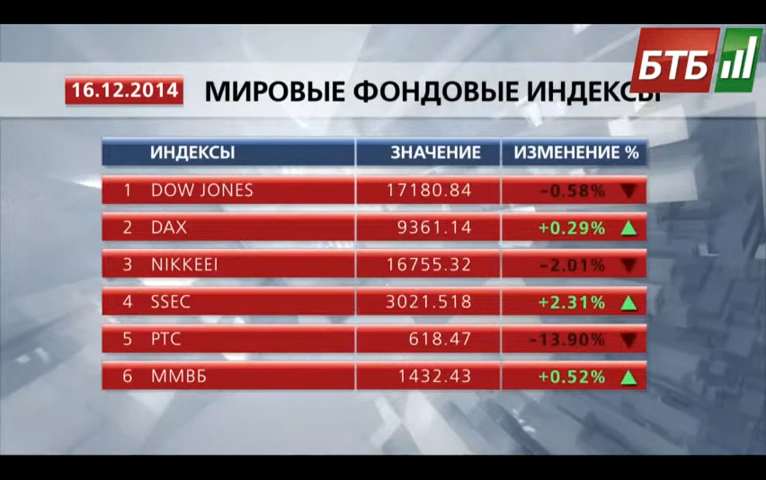 БТБ
16.12.2014 МИРОВЫЕ ФОНДОВЫЕ ИНДЕКСЫ
ИНДЕКСЫ ЗНАЧЕНИЕ ИЗМЕНЕНИЕ %
1 DOW JONES 17180.84 -0.58% ▼
2 DAX 9361.14 +0.29% ▲
3 NIKKEEI 16755.32 -2.01% ▼
4 SSEC 3021.518 +2.31% ▲
5 РТС 618.47 -13.90% ▼
6 ММВБ 1432.43 +0.52% ▲